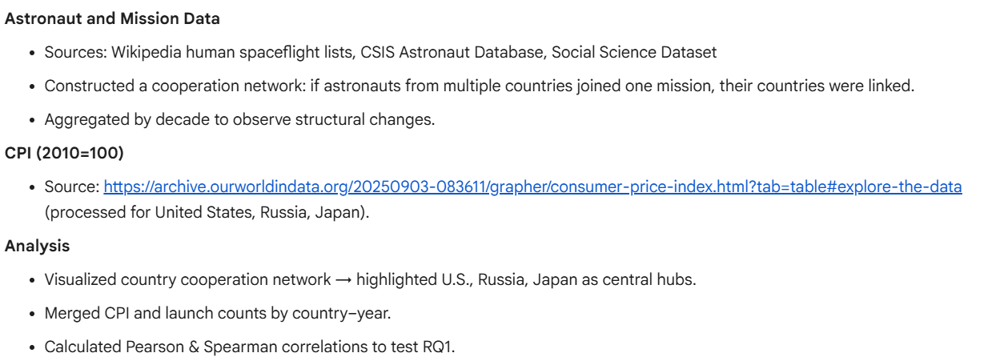 Astronaut and Mission Data
• Sources: Wikipedia human spaceflight lists, CSIS Astronaut Database, Social Science Dataset
• Constructed a cooperation network: if astronauts from multiple countries joined one mission, their countries were linked.
• Aggregated by decade to observe structural changes.
CPI (2010=100)
• Source: https://archive.ourworldindata.org/20250903-083611/grapher/consumer-price-index.html?tab=table#explore-the-data
(processed for United States, Russia, Japan).
Analysis
• Visualized country cooperation network → highlighted U.S., Russia, Japan as central hubs.
• Merged CPI and launch counts by country–year.
• Calculated Pearson & Spearman correlations to test RQ1.